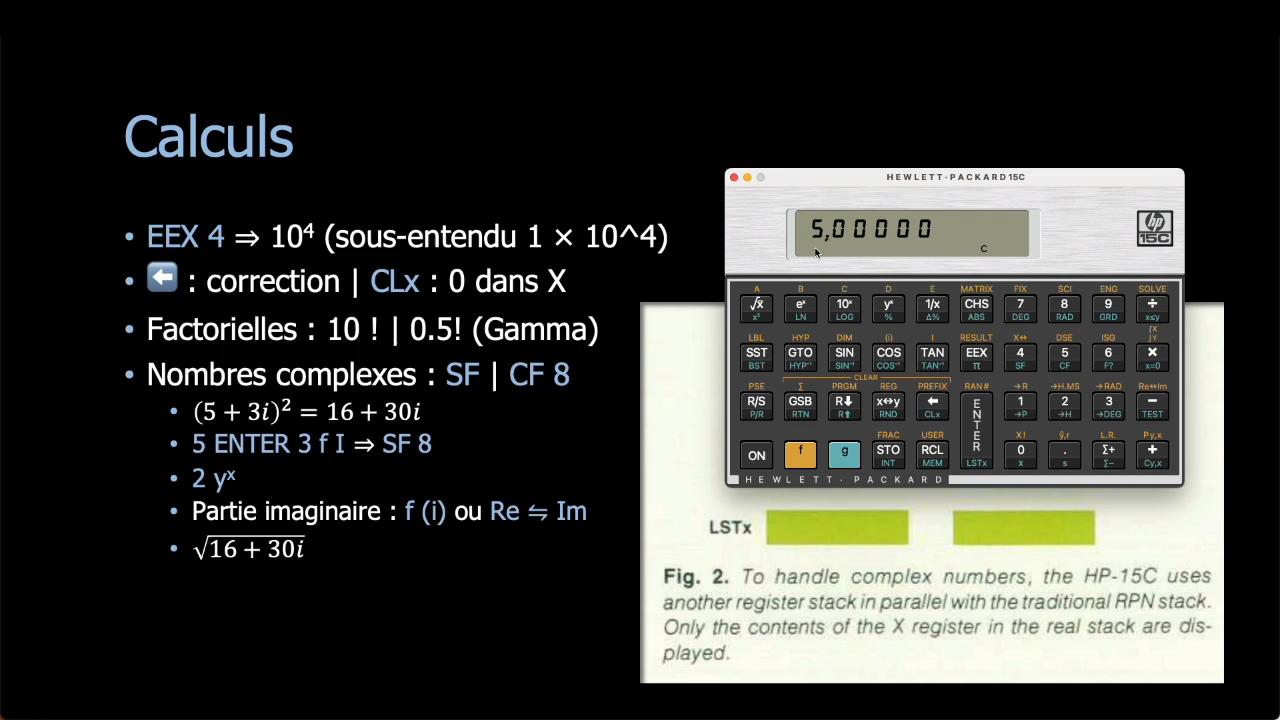 Calculs
• EEX 4 ⇒ 10⁴ (sous-entendu 1 × 10^4)
• ⬅ : correction | CLx : 0 dans X
• Factorielles : 10 ! | 0.5! (Gamma)
• Nombres complexes : SF | CF 8
• (5 + 3i)² = 16 + 30i
• 5 ENTER 3 f I ⇒ SF 8
• 2 yˣ
• Partie imaginaire : f (i) ou Re ⇋ Im
• √16 + 30i
HEWLETT·PACKARD 15C
5,00000
C
hp
15C
A B C D E MATRIX FIX SCI ENG SOLVE
√x eˣ 10ˣ yˣ 1/x CHS 7 8 9 ÷
x² LN LOG % Δ% ABS DEG RAD GRD x≤y
LBL HYP DIM (i) I RESULT X↔ DSE ISG ∫xy
SST GTO SIN COS TAN EEX 4 5 6 ×
BST HYP⁻¹ SIN⁻¹ COS⁻¹ TAN⁻¹ π SF CF F? x=0
CLEAR
PSE Σ PRGM REG PREFIX RAN # →R →H.MS →RAD Re↔Im
R/S GSB R⬇ x↔y ⬅ ENTER 1 2 3 −
P/R RTN R⬆ RND CLx →P →H →DEG TEST
FRAC USER X! ŷ,r L.R. Py,x
ON f g STO RCL 0 . Σ+ +
INT MEM LSTx x̄ s Σ− Cy,x
HEWLETT · PACKARD
LSTx
Fig. 2. To handle complex numbers, the HP-15C uses
another register stack in parallel with the traditional RPN stack.
Only the contents of the X register in the real stack are dis-
played.